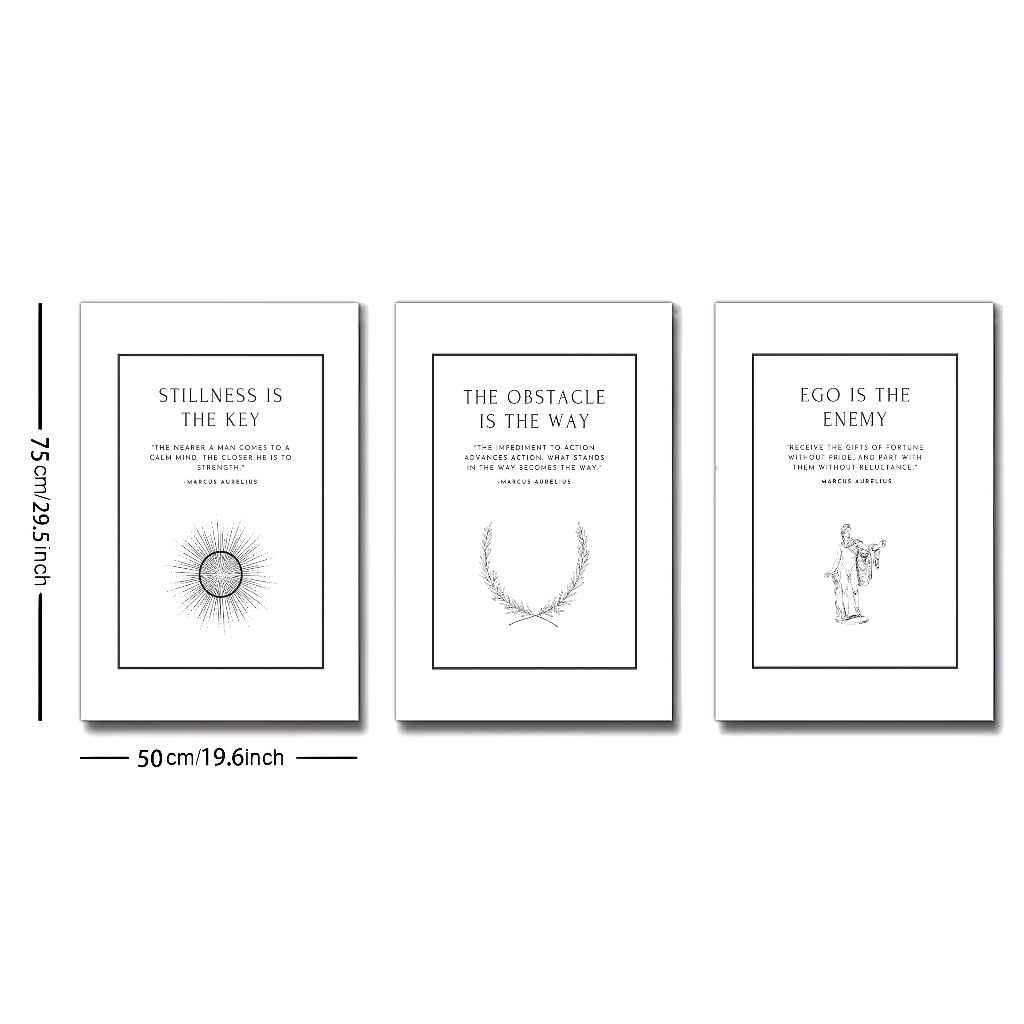 75cm/29.5inch
STILLNESS IS
THE KEY
"THE NEARER A MAN COMES TO A
CALM MIND, THE CLOSER HE IS TO
STRENGTH."
-MARCUS AURELIUS
THE OBSTACLE
IS THE WAY
"THE IMPEDIMENT TO ACTION
ADVANCES ACTION. WHAT STANDS
IN THE WAY BECOMES THE WAY."
-MARCUS AURELIUS
EGO IS THE
ENEMY
"RECEIVE THE GIFTS OF FORTUNE
WITHOUT PRIDE, AND PART WITH
THEM WITHOUT RELUCTANCE."
-MARCUS AURELIUS
50cm/19.6inch